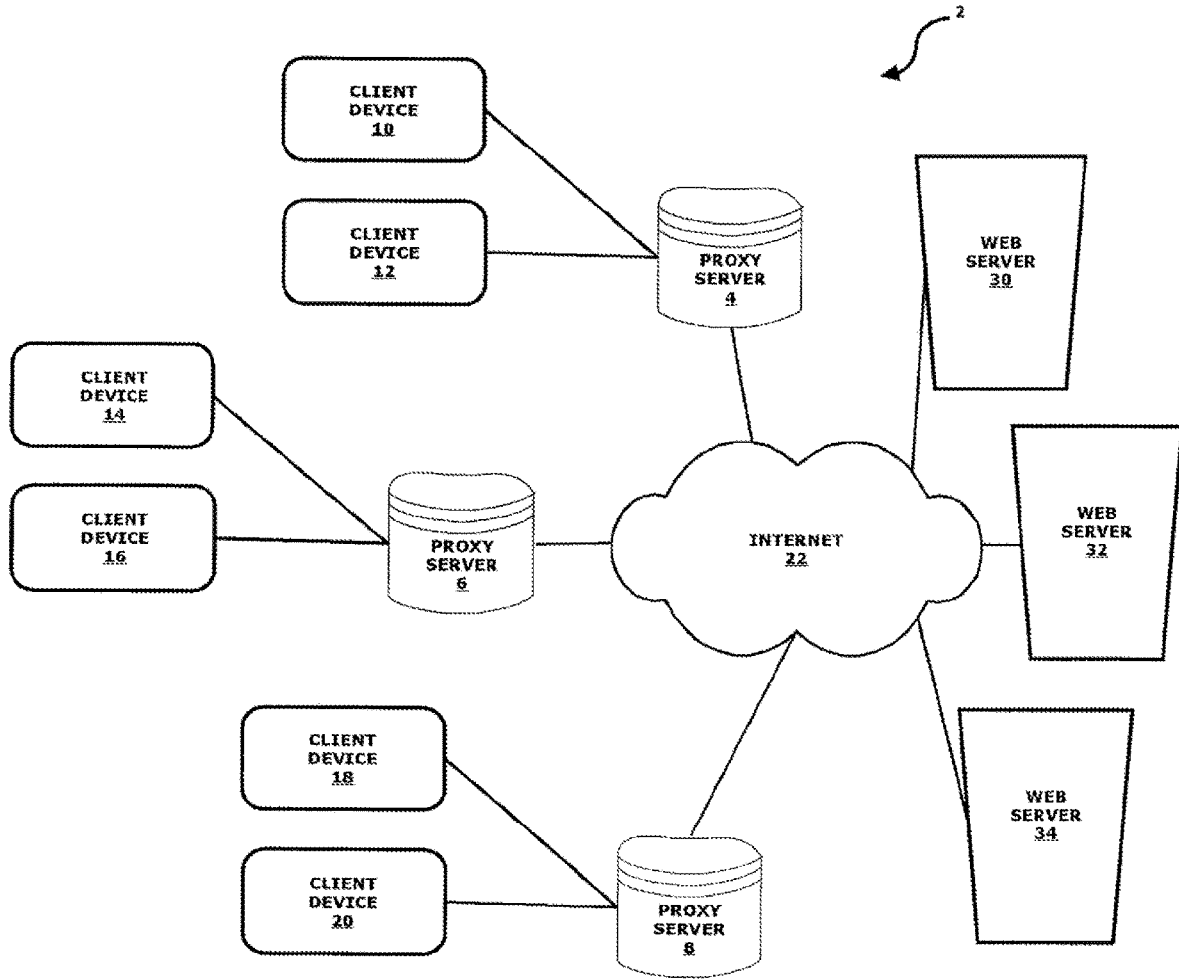 2
CLIENT
DEVICE
10
CLIENT
DEVICE
12
PROXY
SERVER
4
WEB
SERVER
30
CLIENT
DEVICE
14
CLIENT
DEVICE
16
PROXY
SERVER
6
INTERNET
22
WEB
SERVER
32
CLIENT
DEVICE
18
CLIENT
DEVICE
20
PROXY
SERVER
8
WEB
SERVER
34